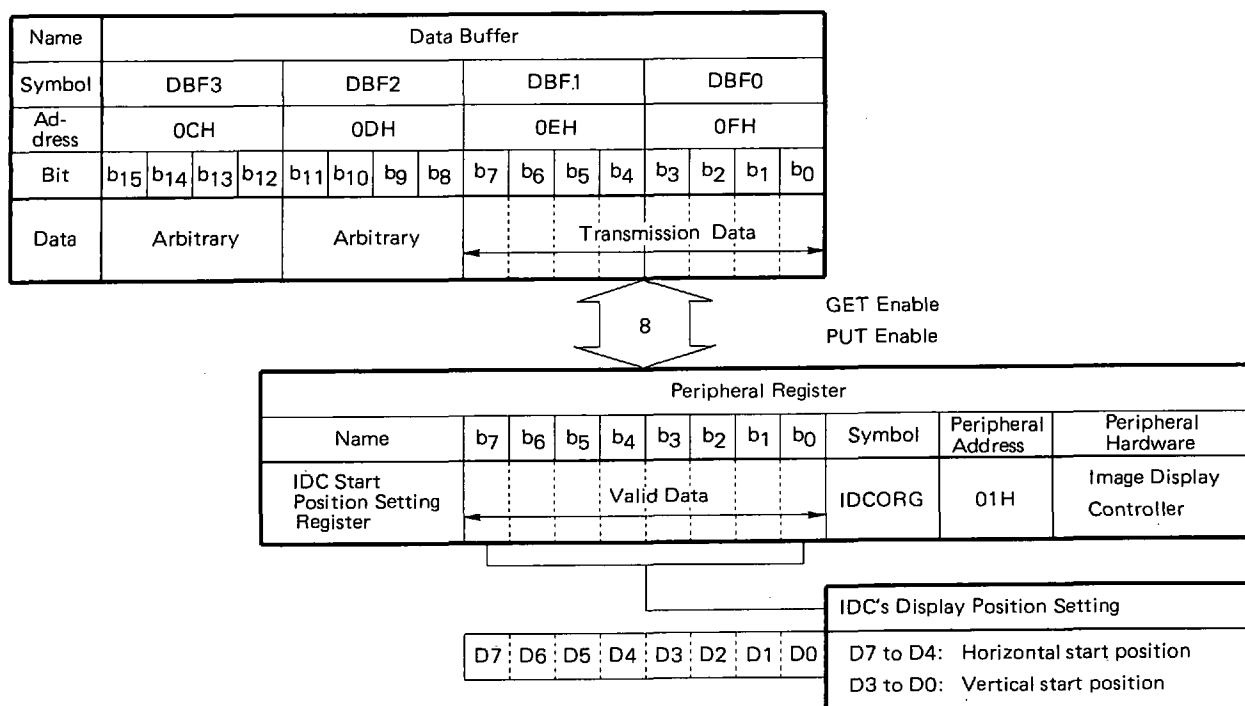 Name Data Buffer
Symbol DBF3 DBF2 DBF.1 DBF0
Ad-
dress 0CH 0DH 0EH 0FH
Bit b15 b14 b13 b12 b11 b10 b9 b8 b7 b6 b5 b4 b3 b2 b1 b0
Data Arbitrary Arbitrary Transmission Data
8
GET Enable
PUT Enable
Peripheral Register
Name b7 b6 b5 b4 b3 b2 b1 b0 Symbol Peripheral Address Peripheral Hardware
IDC Start
Position Setting
Register
Valid Data
IDCORG
01H
Image Display
Controller
IDC's Display Position Setting
D7 D6 D5 D4 D3 D2 D1 D0
D7 to D4: Horizontal start position
D3 to D0: Vertical start position